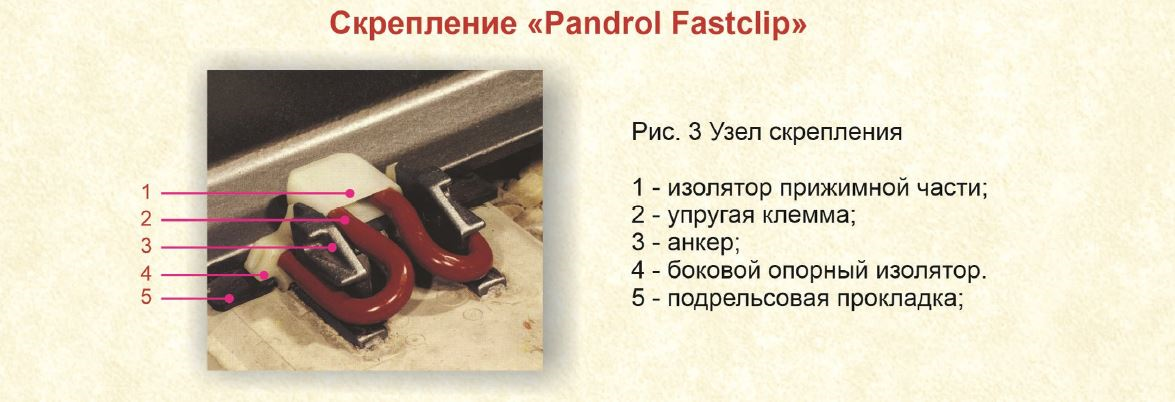 Скрепление «Pandrol Fastclip»
Рис. 3 Узел скрепления
1 - изолятор прижимной части;
2 - упругая клемма;
3 - анкер;
4 - боковой опорный изолятор.
5 - подрельсовая прокладка;
1
2
3
4
5